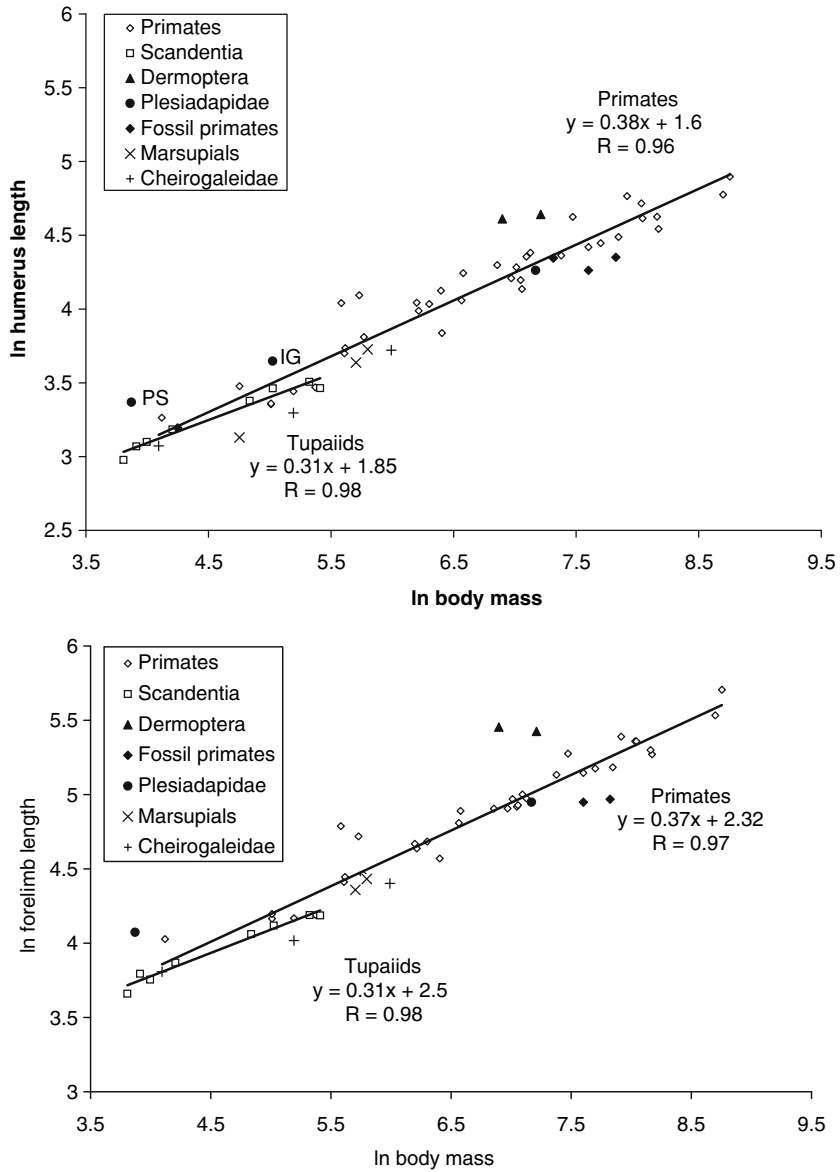 6
5.5
5
4.5
4
3.5
3
2.5
ln humerus length
Primates
Scandentia
Dermoptera
Plesiadapidae
Fossil primates
Marsupials
Cheirogaleidae
Primates
y = 0.38x + 1.6
R = 0.96
IG
PS
Tupaiids
y = 0.31x + 1.85
R = 0.98
3.5 4.5 5.5 6.5 7.5 8.5 9.5
ln body mass
6
5.5
5
4.5
4
3.5
3
ln forelimb length
Primates
Scandentia
Dermoptera
Fossil primates
Plesiadapidae
Marsupials
Cheirogaleidae
Primates
y = 0.37x + 2.32
R = 0.97
Tupaiids
y = 0.31x + 2.5
R = 0.98
3.5 4.5 5.5 6.5 7.5 8.5 9.5
ln body mass